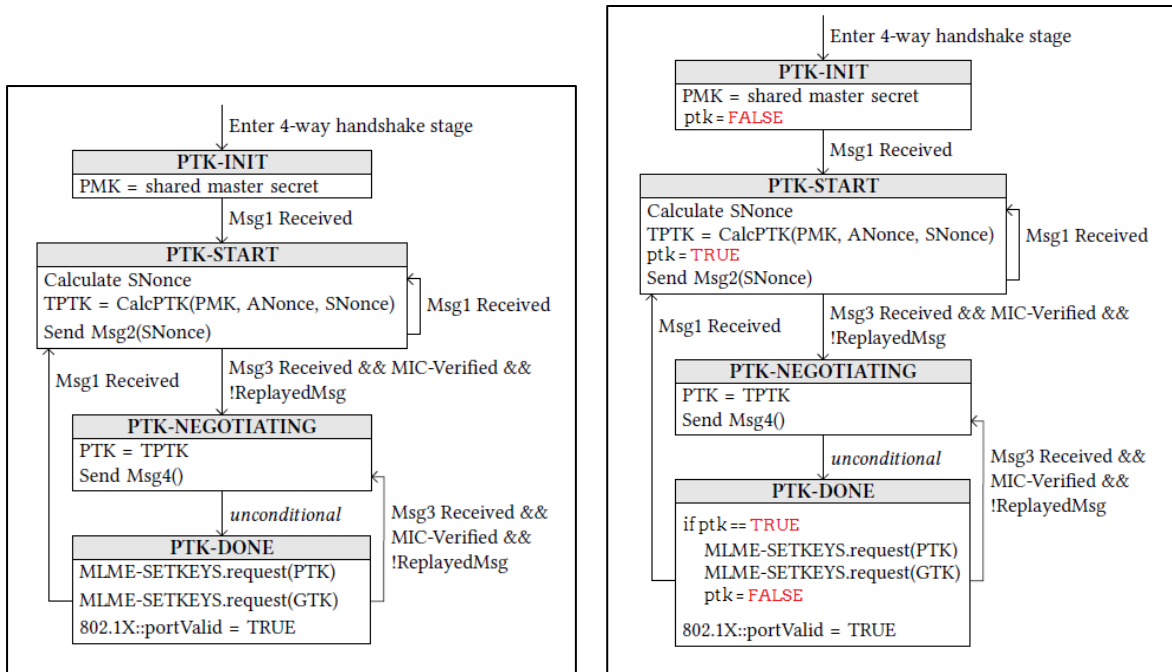 Enter 4-way handshake stage
PTK-INIT
PMK = shared master secret
Msg1 Received
PTK-START
Calculate SNonce
TPTK = CalcPTK(PMK, ANonce, SNonce)
Send Msg2(SNonce)
Msg1 Received
Msg1 Received
Msg3 Received && MIC-Verified &&
!ReplayedMsg
PTK-NEGOTIATING
PTK = TPTK
Send Msg4()
unconditional
Msg3 Received &&
MIC-Verified &&
!ReplayedMsg
PTK-DONE
MLME-SETKEYS.request(PTK)
MLME-SETKEYS.request(GTK)
802.1X::portValid = TRUE
Enter 4-way handshake stage
PTK-INIT
PMK = shared master secret
ptk = FALSE
Msg1 Received
PTK-START
Calculate SNonce
TPTK = CalcPTK(PMK, ANonce, SNonce)
ptk = TRUE
Send Msg2(SNonce)
Msg1 Received
Msg1 Received
Msg3 Received && MIC-Verified &&
!ReplayedMsg
PTK-NEGOTIATING
PTK = TPTK
Send Msg4()
unconditional
Msg3 Received &&
MIC-Verified &&
!ReplayedMsg
PTK-DONE
if ptk == TRUE
MLME-SETKEYS.request(PTK)
MLME-SETKEYS.request(GTK)
ptk = FALSE
802.1X::portValid = TRUE